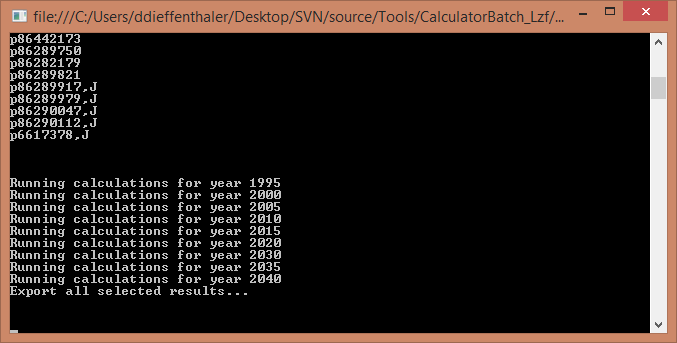 file:///C:/Users/ddieffenthaler/Desktop/SVN/source/Tools/CalculatorBatch_Lzf/...
p86442173
p86289750
p86282179
p86289821
p86289917,J
p86289979,J
p86290047,J
p86290112,J
p6617378,J
Running calculations for year 1995
Running calculations for year 2000
Running calculations for year 2005
Running calculations for year 2010
Running calculations for year 2015
Running calculations for year 2020
Running calculations for year 2030
Running calculations for year 2035
Running calculations for year 2040
Export all selected results...